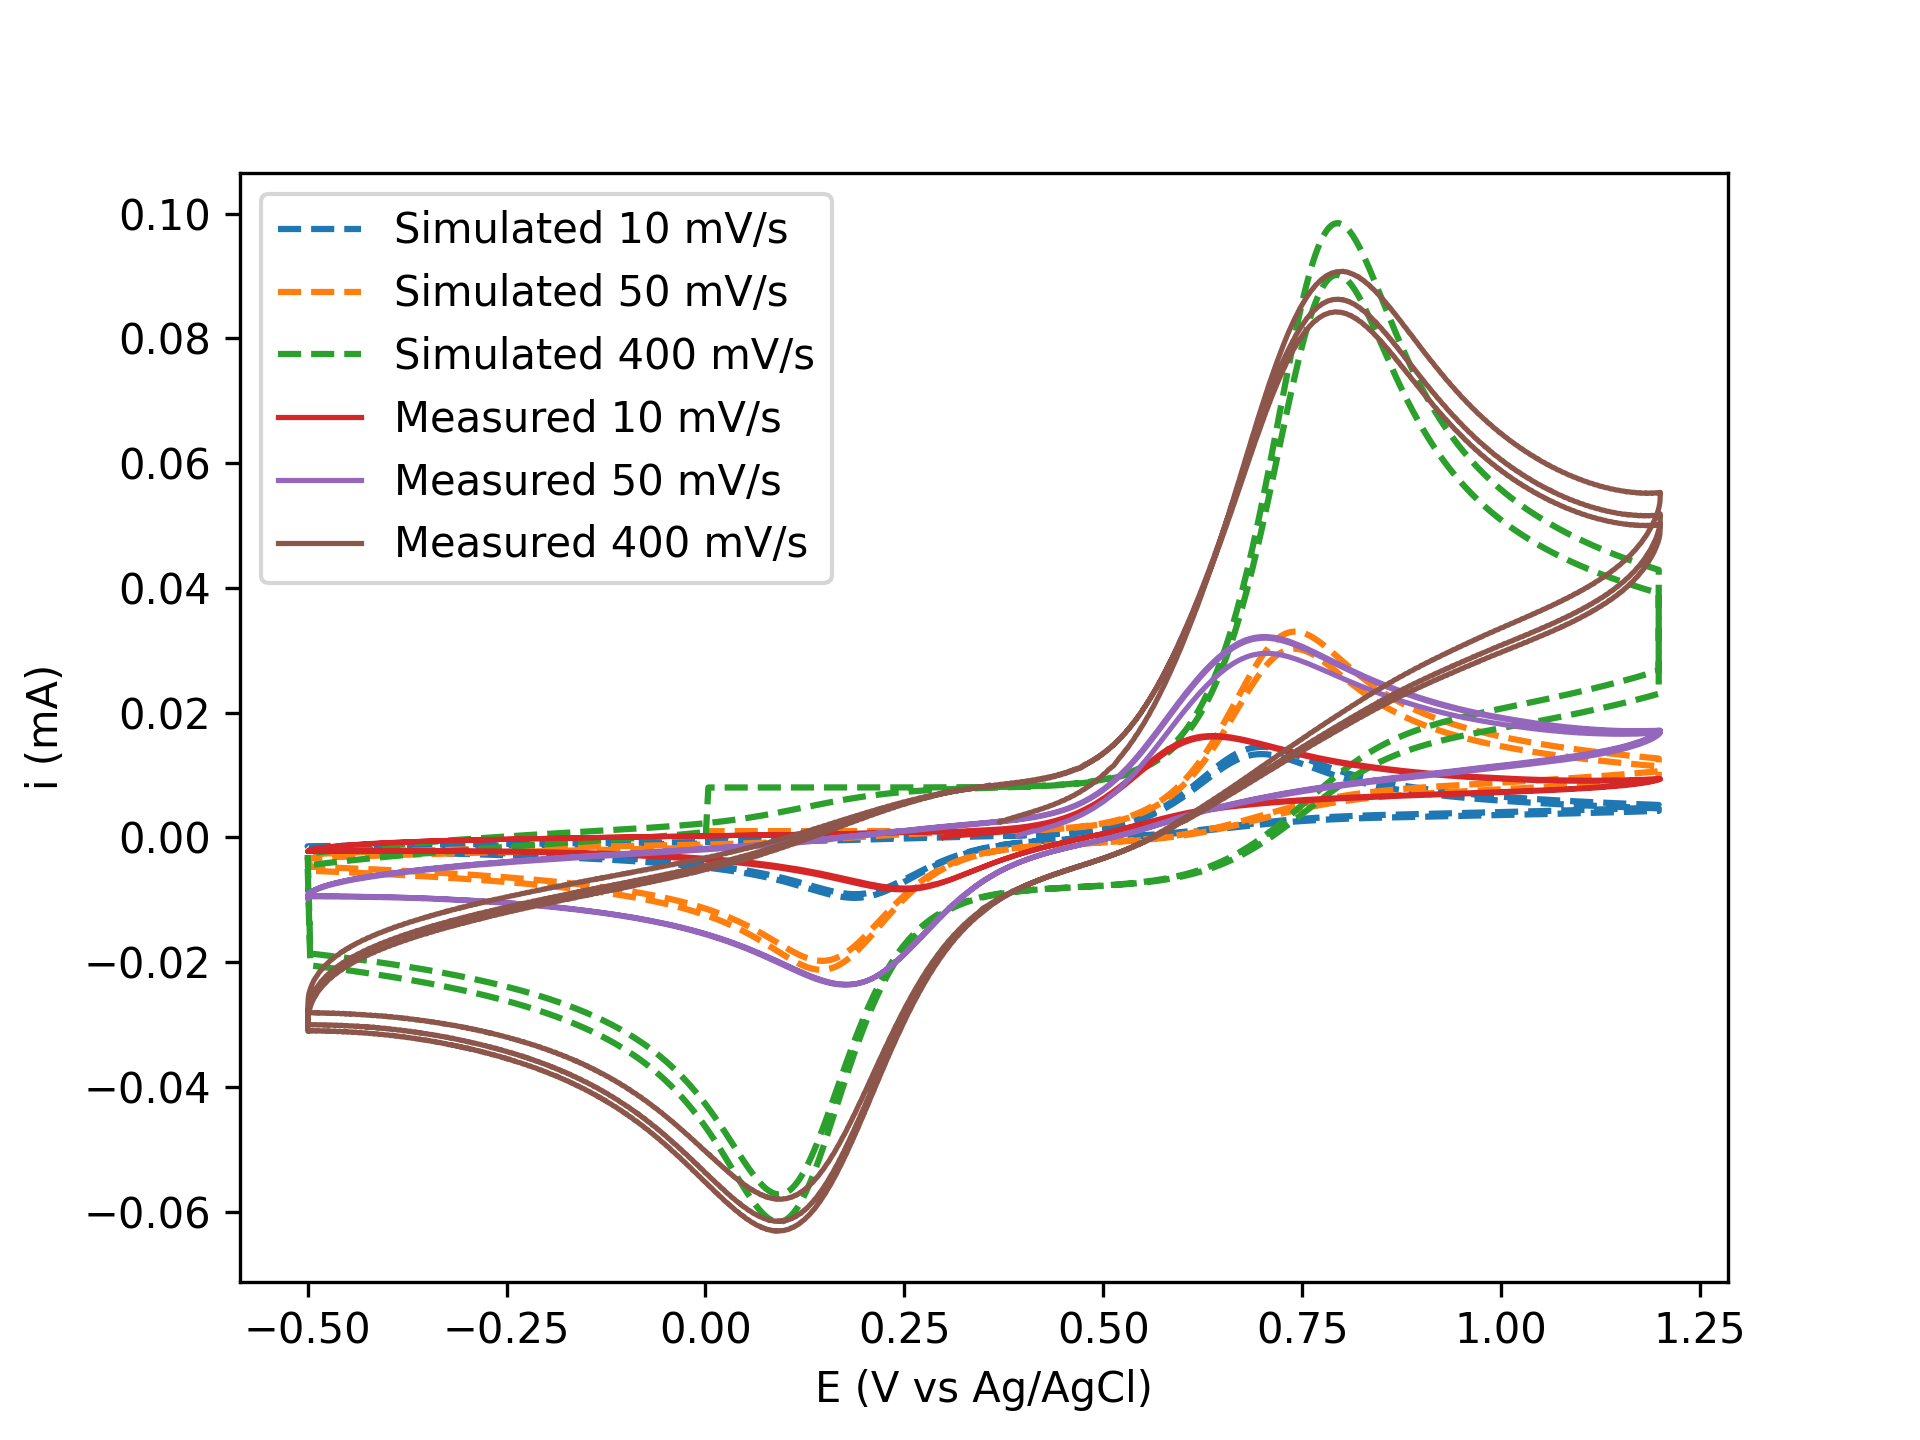 Simulated 10 mV/s
Simulated 50 mV/s
Simulated 400 mV/s
Measured 10 mV/s
Measured 50 mV/s
Measured 400 mV/s
0.10
0.08
0.06
0.04
0.02
0.00
−0.02
−0.04
−0.06
i (mA)
−0.50 −0.25 0.00 0.25 0.50 0.75 1.00 1.25
E (V vs Ag/AgCl)